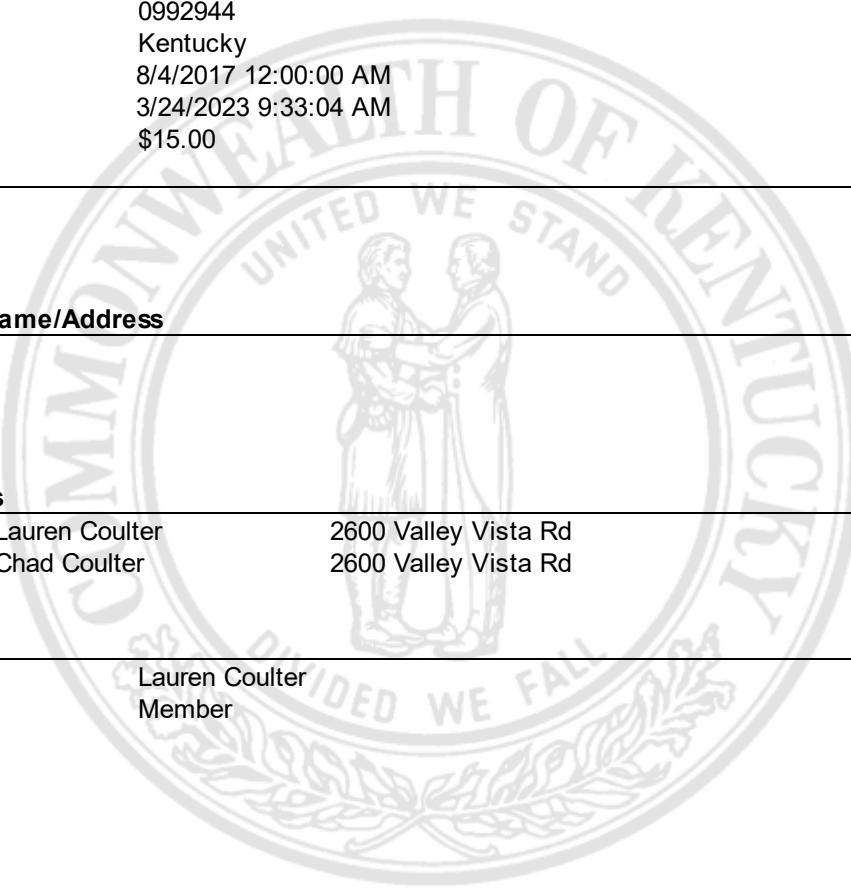 0992944
Kentucky
8/4/2017 12:00:00 AM
3/24/2023 9:33:04 AM
$15.00
COMMONWEALTH OF KENTUCKY
UNITED WE STAND
ame/Address
s
Lauren Coulter 2600 Valley Vista Rd
Chad Coulter 2600 Valley Vista Rd
DIVIDED WE FALL
Lauren Coulter
Member